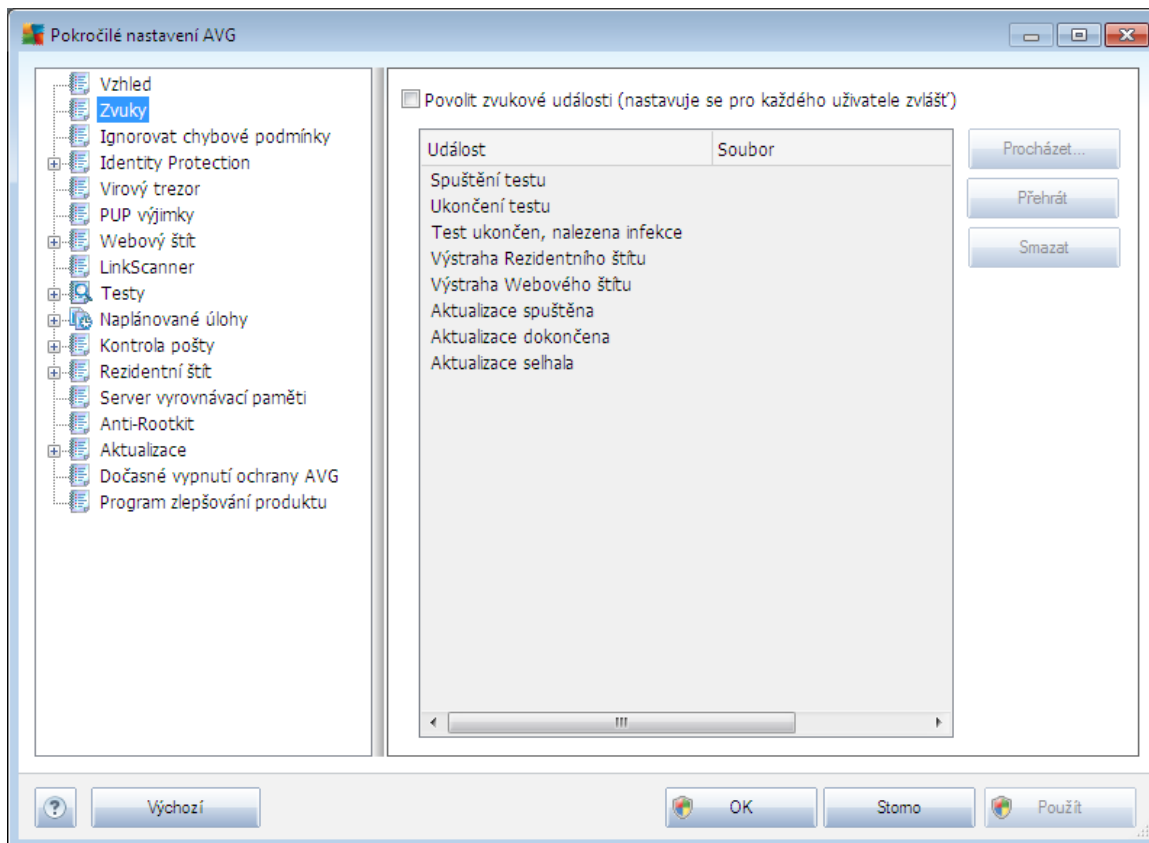 Pokročilé nastavení AVG
Vzhled
Zvuky
Ignorovat chybové podmínky
Identity Protection
Virový trezor
PUP výjimky
Webový štít
LinkScanner
Testy
Naplánované úlohy
Kontrola pošty
Rezidentní štít
Server vyrovnávací paměti
Anti-Rootkit
Aktualizace
Dočasné vypnutí ochrany AVG
Program zlepšování produktu
Povolit zvukové události (nastavuje se pro každého uživatele zvlášť)
Událost Soubor
Spuštění testu
Ukončení testu
Test ukončen, nalezena infekce
Výstraha Rezidentního štítu
Výstraha Webového štítu
Aktualizace spuštěna
Aktualizace dokončena
Aktualizace selhala
Procházet...
Přehrát
Smazat
? Výchozí OK Stomo Použít